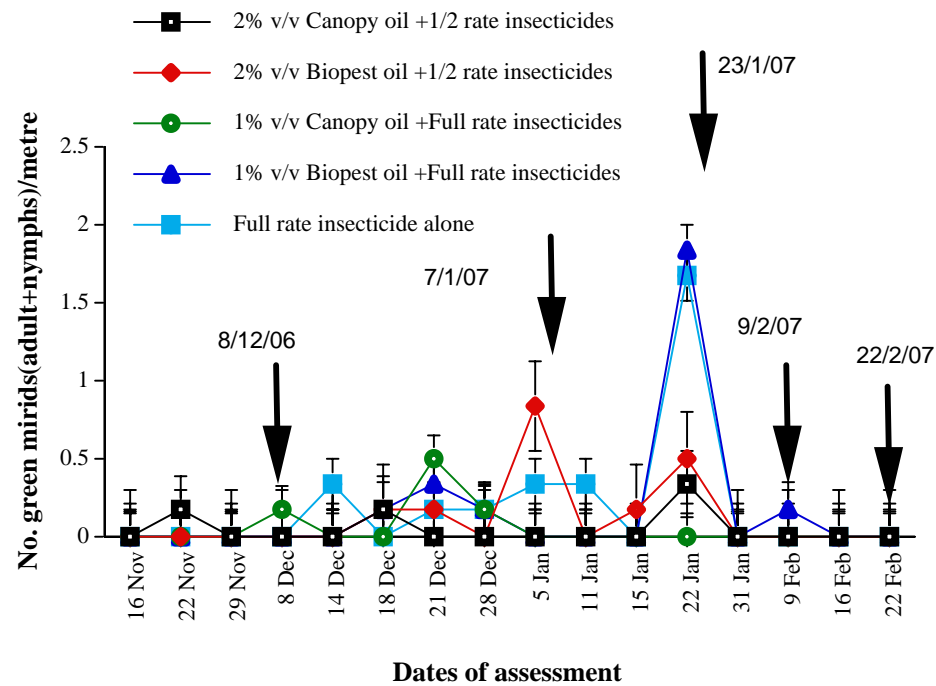 2% v/v Canopy oil +1/2 rate insecticides
2% v/v Biopest oil +1/2 rate insecticides
1% v/v Canopy oil +Full rate insecticides
1% v/v Biopest oil +Full rate insecticides
Full rate insecticide alone
23/1/07
7/1/07
8/12/06
9/2/07
22/2/07
No. green mirids(adult+nymphs)/metre
2.5
2
1.5
1
0.5
0
16 Nov
22 Nov
29 Nov
8 Dec
14 Dec
18 Dec
21 Dec
28 Dec
5 Jan
11 Jan
15 Jan
22 Jan
31 Jan
9 Feb
16 Feb
22 Feb
Dates of assessment